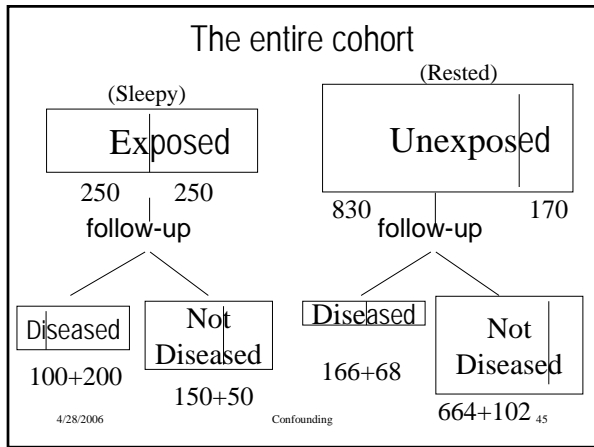 The entire cohort
(Sleepy)
Exposed
250 250
follow-up
Diseased
Not
Diseased
100+200
150+50
(Rested)
Unexposed
830 170
follow-up
Diseased
Not
Diseased
166+68
664+102
4/28/2006 Confounding 45